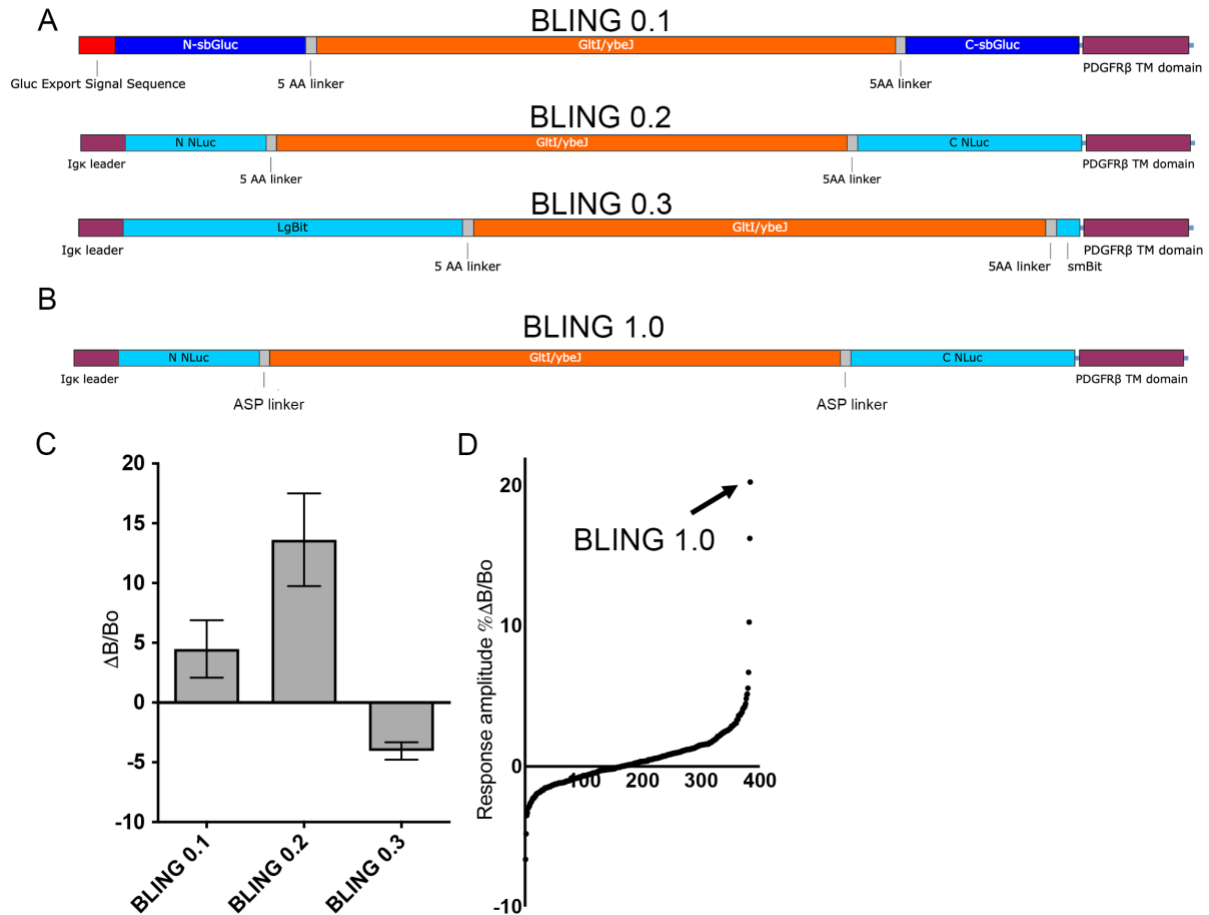 A
BLING 0.1
N-sbGluc
GltI/ybeJ
C-sbGluc
Gluc Export Signal Sequence
5 AA linker
5AA linker
PDGFRβ TM domain
BLING 0.2
N NLuc
GltI/ybeJ
C NLuc
Igκ leader
5 AA linker
5AA linker
PDGFRβ TM domain
BLING 0.3
LgBit
GltI/ybeJ
Igκ leader
5 AA linker
5AA linker
smBit
PDGFRβ TM domain
B
BLING 1.0
N NLuc
GltI/ybeJ
C NLuc
Igκ leader
ASP linker
ASP linker
PDGFRβ TM domain
C
20
15
10
5
0
-5
-10
ΔB/Bo
BLING 0.1
BLING 0.2
BLING 0.3
D
20
10
0
-10
Response amplitude %ΔB/Bo
BLING 1.0
100
200
300
400